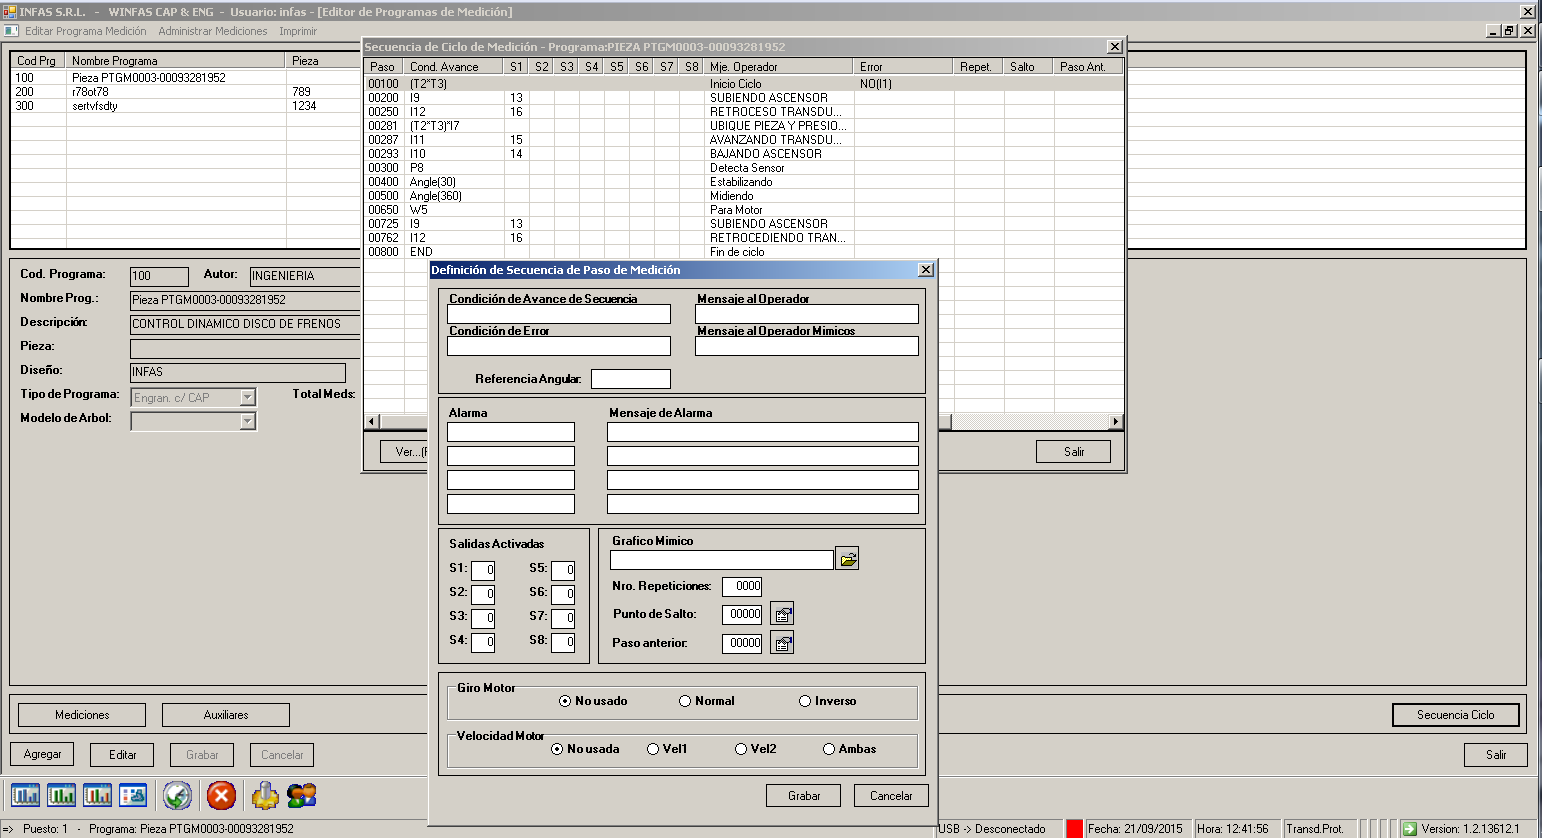 INFAS S.R.L. - WINFAS CAP & ENG - Usuario: infas - [Editor de Programas de Medición]
Editar Programa Medición Administrar Mediciones Imprimir
Cod Prg Nombre Programa Pieza
100 Pieza PTGM0003-00093281952
200 r78ot78 789
300 sertvfsdty 1234
Secuencia de Ciclo de Medición - Programa:PIEZA PTGM0003-00093281952
Paso Cond. Avance S1 S2 S3 S4 S5 S6 S7 S8 Mje. Operador Error Repet. Salto Paso Ant.
00100 (T2*T3) Inicio Ciclo NO(I1)
00200 I9 13 SUBIENDO ASCENSOR
00250 I12 16 RETROCESO TRANSDU...
00281 (T2*T3)*I7 UBIQUE PIEZA Y PRESIO...
00287 I11 15 AVANZANDO TRANSDU...
00293 I10 14 BAJANDO ASCENSOR
00300 P8 Detecta Sensor
00400 Angle(30) Estabilizando
00500 Angle(360) Midiendo
00650 W5 Para Motor
00725 I9 13 SUBIENDO ASCENSOR
00762 I12 16 RETROCEDIENDO TRAN...
00800 END Fin de ciclo
Ver...(
Salir
Cod. Programa: 100 Autor: INGENIERIA
Nombre Prog.: Pieza PTGM0003-00093281952
Descripción: CONTROL DINAMICO DISCO DE FRENOS
Pieza:
Diseño: INFAS
Tipo de Programa: Engran. c/ CAP Total Meds:
Modelo de Arbol:
Definición de Secuencia de Paso de Medición
Condición de Avance de Secuencia Mensaje al Operador
Condición de Error Mensaje al Operador Mimicos
Referencia Angular:
Alarma Mensaje de Alarma
Salidas Activadas
S1: 0 S5: 0
S2: 0 S6: 0
S3: 0 S7: 0
S4: 0 S8: 0
Grafico Mimico
Nro. Repeticiones: 0000
Punto de Salto: 00000
Paso anterior: 00000
Giro Motor
No usado Normal Inverso
Velocidad Motor
No usada Vel1 Vel2 Ambas
Grabar Cancelar
Mediciones Auxiliares Secuencia Ciclo
Agregar Editar Grabar Cancelar Salir
=> Puesto: 1 - Programa: Pieza PTGM0003-00093281952 USB -> Desconectado Fecha: 21/09/2015 Hora: 12:41:56 Transd.Prot. Versión: 1.2.13612.1